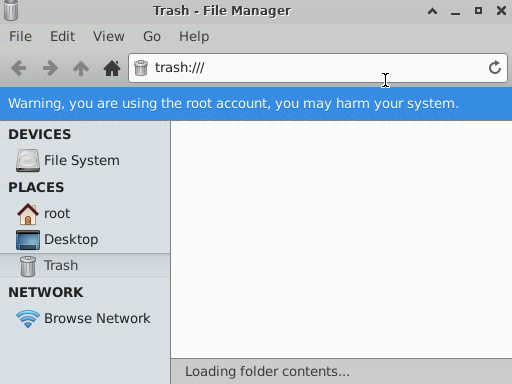 Trash - File Manager
File Edit View Go Help
trash:///
Warning, you are using the root account, you may harm your system.
DEVICES
File System
PLACES
root
Desktop
Trash
NETWORK
Browse Network
Loading folder contents...